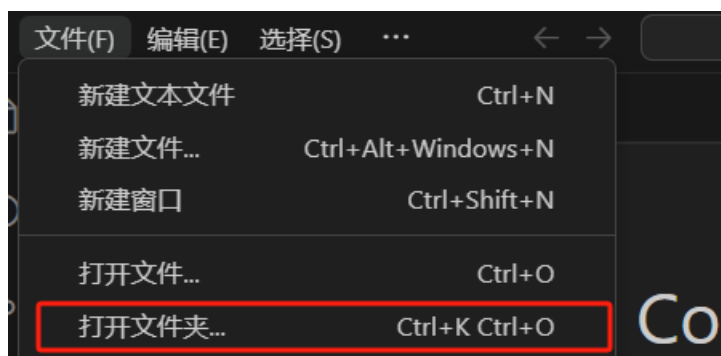 文件(F) 编辑(E) 选择(S) ···
新建文本文件 Ctrl+N
新建文件... Ctrl+Alt+Windows+N
新建窗口 Ctrl+Shift+N
打开文件... Ctrl+O
打开文件夹... Ctrl+K Ctrl+O
Co